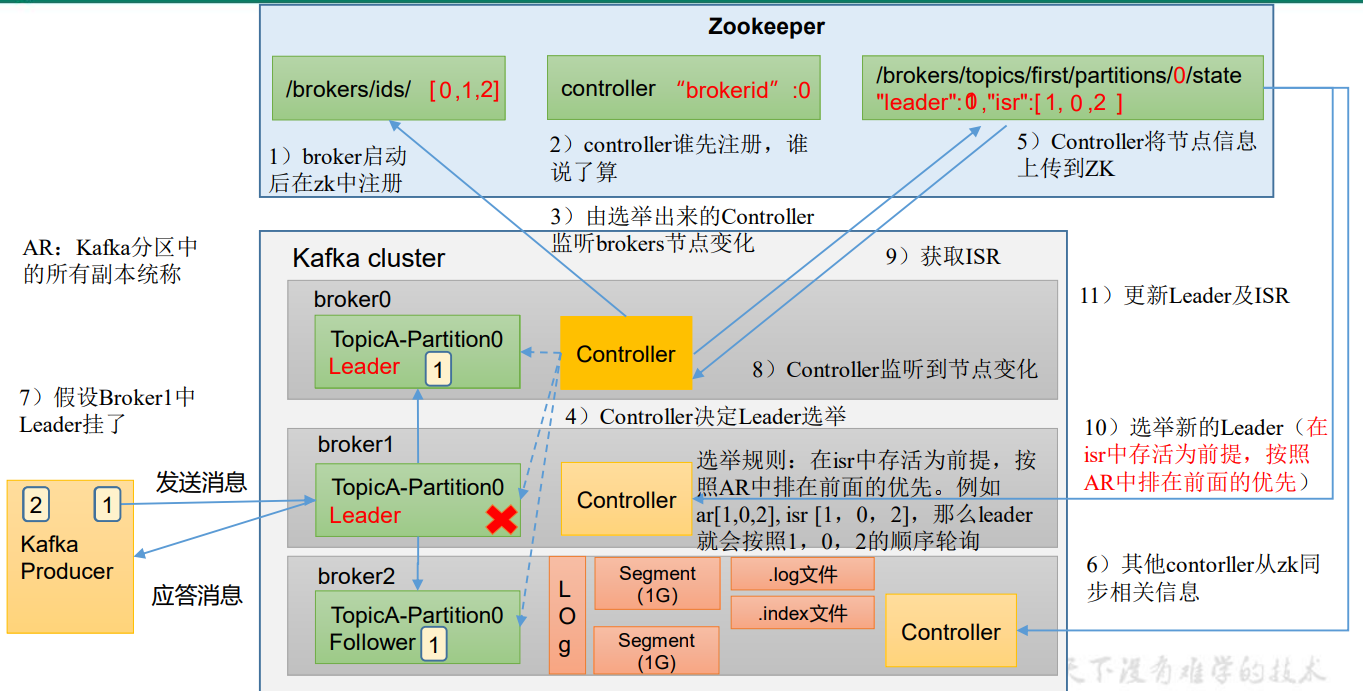 Zookeeper
/brokers/ids/ [0,1,2]
controller “brokerid” :0
/brokers/topics/first/partitions/0/state
"leader": ,"isr":[ 1, 0 ,2 ]
1）broker启动
后在zk中注册
2）controller谁先注册，谁
说了算
5）Controller将节点信息
上传到ZK
3）由选举出来的Controller
监听brokers节点变化
AR：Kafka分区中
的所有副本统称
Kafka cluster
9）获取ISR
11）更新Leader及ISR
broker0
TopicA-Partition0
Leader 1
Controller
8）Controller监听到节点变化
7）假设Broker1中
Leader挂了
4）Controller决定Leader选举
10）选举新的Leader（在
isr中存活为前提，按照
AR中排在前面的优先）
broker1
TopicA-Partition0
Leader
Controller
选举规则：在isr中存活为前提，按
照AR中排在前面的优先。例如
ar[1,0,2], isr [1，0，2]，那么leader
就会按照1，0，2的顺序轮询
发送消息
2 1
Kafka
Producer
应答消息
broker2
TopicA-Partition0
Follower 1
LOg
Segment
(1G)
.log文件
.index文件
Segment
(1G)
Controller
6）其他contorller从zk同
步相关信息
天下没有难学的技术